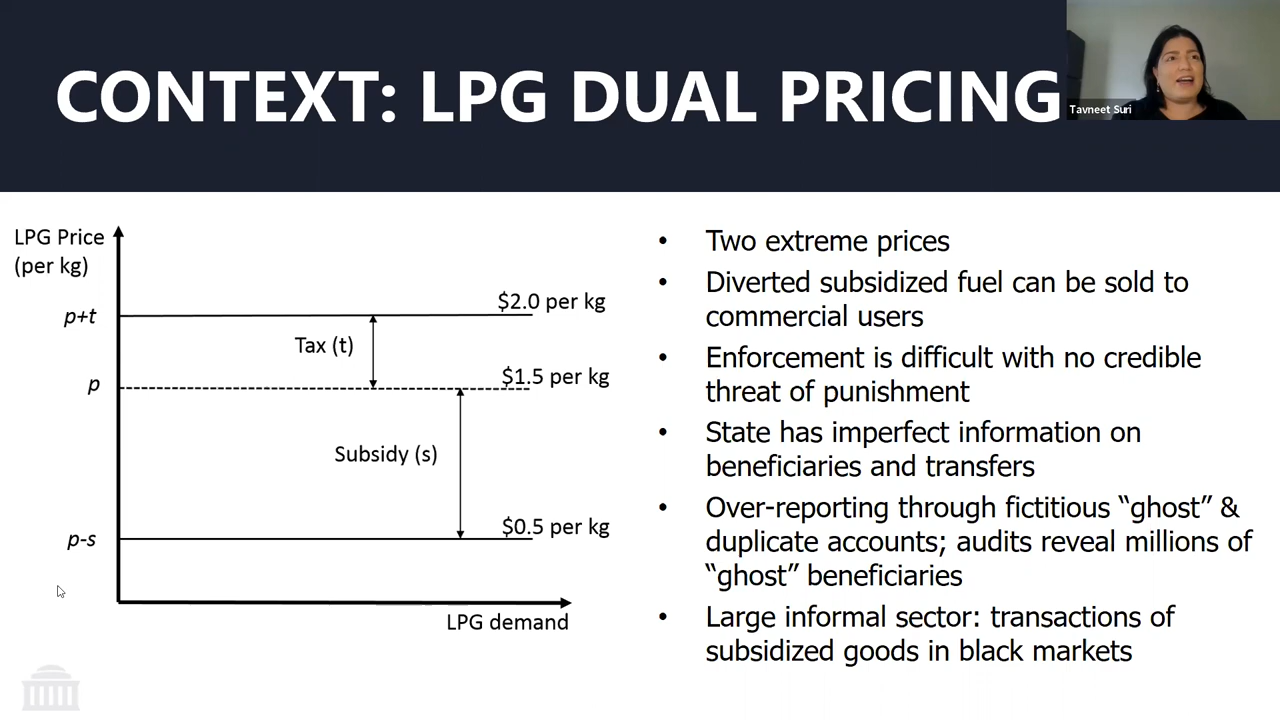 CONTEXT: LPG DUAL PRICING
Tavneet Suri
LPG Price
(per kg)
p+t
$2.0 per kg
Tax (t)
p
$1.5 per kg
Subsidy (s)
p-s
$0.5 per kg
LPG demand
• Two extreme prices
• Diverted subsidized fuel can be sold to
commercial users
• Enforcement is difficult with no credible
threat of punishment
• State has imperfect information on
beneficiaries and transfers
• Over-reporting through fictitious “ghost” &
duplicate accounts; audits reveal millions of
“ghost” beneficiaries
• Large informal sector: transactions of
subsidized goods in black markets